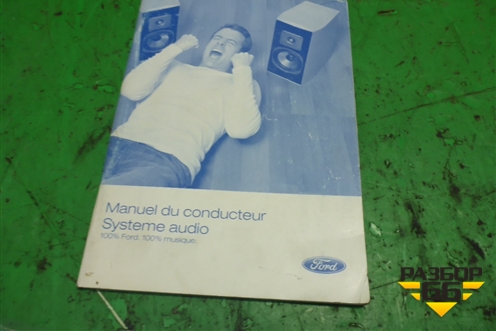 Manuel du conducteur
Systeme audio
100% Ford. 100% musique.
Ford
РАЗБОР
66